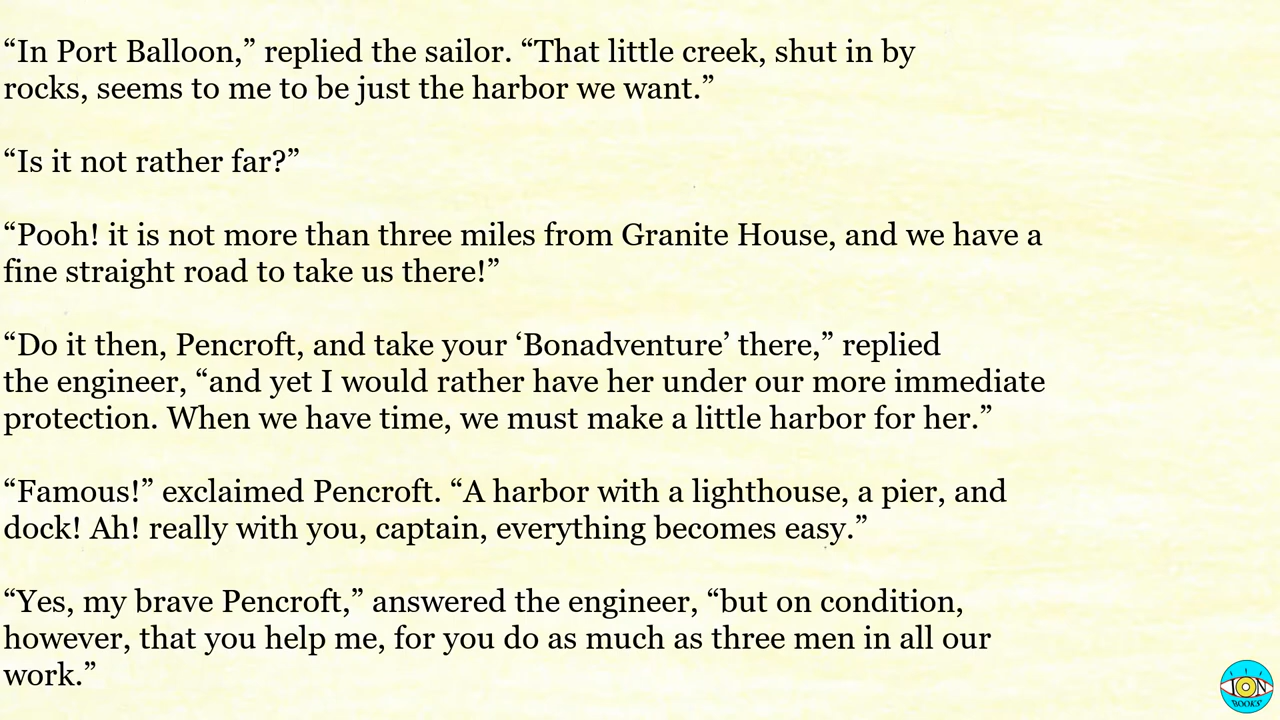 “In Port Balloon,” replied the sailor. “That little creek, shut in by
rocks, seems to me to be just the harbor we want.”
“Is it not rather far?”
“Pooh! it is not more than three miles from Granite House, and we have a
fine straight road to take us there!”
“Do it then, Pencroft, and take your ‘Bonadventure’ there,” replied
the engineer, “and yet I would rather have her under our more immediate
protection. When we have time, we must make a little harbor for her.”
“Famous!” exclaimed Pencroft. “A harbor with a lighthouse, a pier, and
dock! Ah! really with you, captain, everything becomes easy.”
“Yes, my brave Pencroft,” answered the engineer, “but on condition,
however, that you help me, for you do as much as three men in all our
work.”
ION
BOOKS